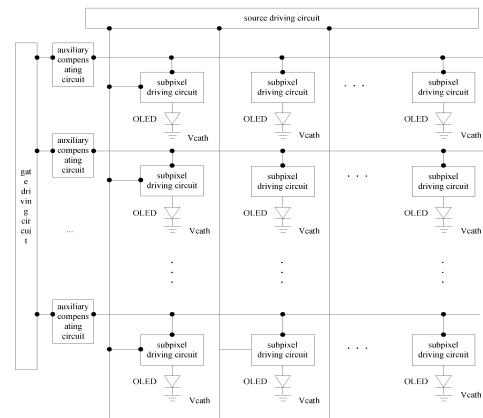 source driving circuit
auxiliary
compens
ating
circuit
subpixel
driving circuit
subpixel
driving circuit
. . .
subpixel
driving circuit
OLED
Vcath
OLED
Vcath
OLED
Vcath
auxiliary
compens
ating
circuit
subpixel
driving circuit
subpixel
driving circuit
. . .
subpixel
driving circuit
gat
e
dri
vin
g
cir
cui
t
...
OLED
Vcath
OLED
Vcath
OLED
Vcath
auxiliary
compens
ating
circuit
subpixel
driving circuit
subpixel
driving circuit
. . .
subpixel
driving circuit
OLED
Vcath
OLED
Vcath
OLED
Vcath